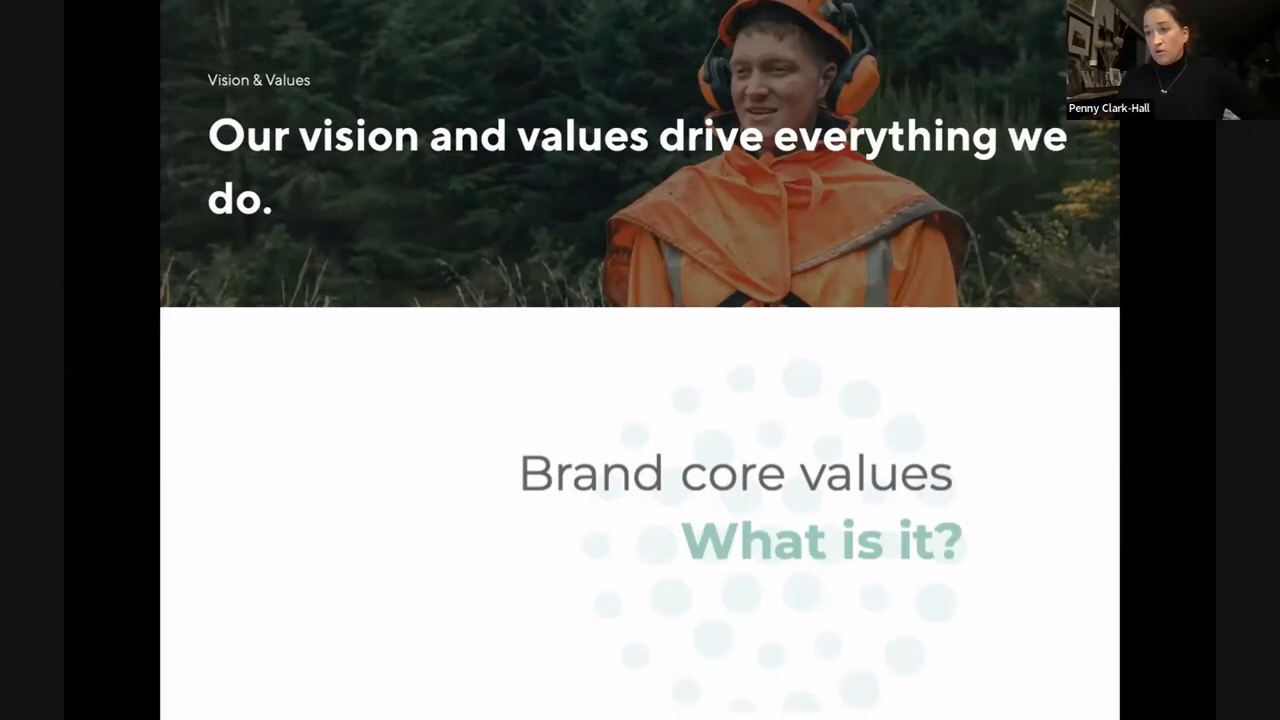 Vision & Values
Our vision and values drive everything we
do.
Penny Clark-Hall
Brand core values
What is it?